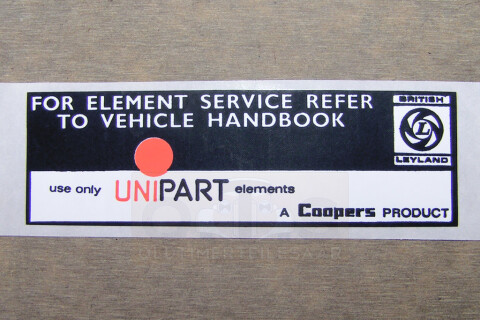 FOR ELEMENT SERVICE REFER
TO VEHICLE HANDBOOK
BRITISH
L
LEYLAND
use only UNIPART elements
A Coopers PRODUCT